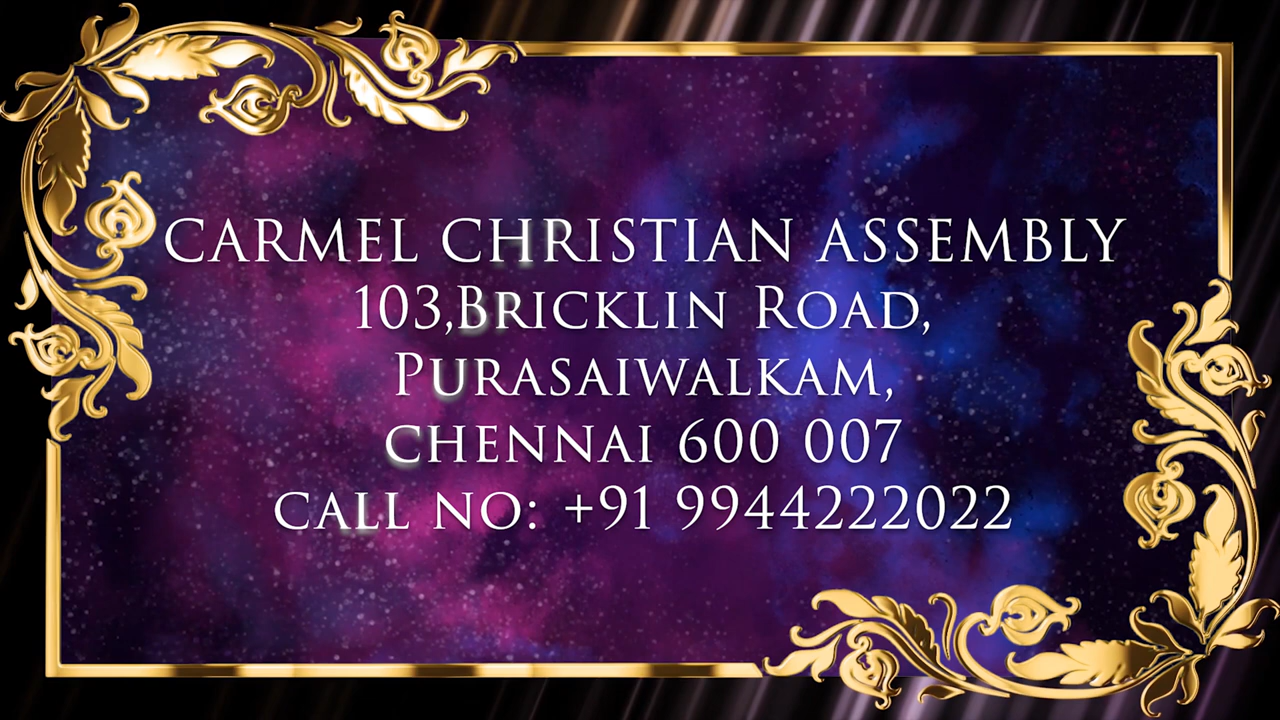 CARMEL CHRISTIAN ASSEMBLY
103,Bricklin Road,
Purasaiwalkam,
chennai 600 007
call no: +91 9944222022